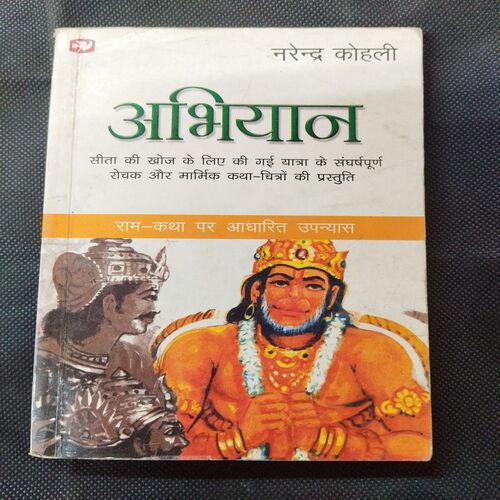 नरेन्द्र कोहली
अभियान
सीता की खोज के लिए की गई यात्रा के संघर्षपूर्ण
रोचक और मार्मिक कथा-चित्रों की प्रस्तुति
राम-कथा पर आधारित उपन्यास